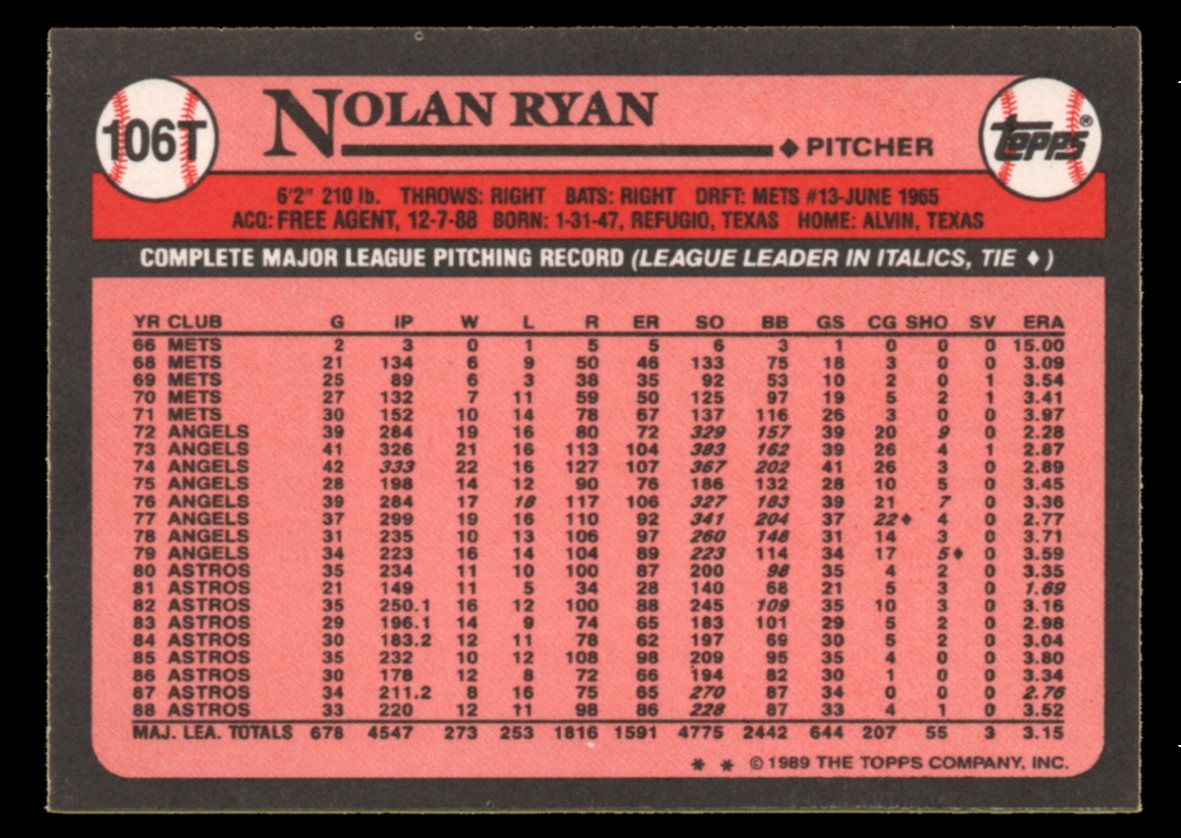 106T
NOLAN RYAN
◆ PITCHER
Topps®
6'2" 210 lb. THROWS: RIGHT BATS: RIGHT DRFT: METS #13-JUNE 1965
ACQ: FREE AGENT, 12-7-88 BORN: 1-31-47, REFUGIO, TEXAS HOME: ALVIN, TEXAS
COMPLETE MAJOR LEAGUE PITCHING RECORD (LEAGUE LEADER IN ITALICS, TIE ♦)
YR CLUB G IP W L R ER SO BB GS CG SHO SV ERA
66 METS 2 3 0 1 5 5 6 3 1 0 0 0 15.00
68 METS 21 134 6 9 50 46 133 75 18 3 0 0 3.09
69 METS 25 89 6 3 38 35 92 53 10 2 0 1 3.54
70 METS 27 132 7 11 59 50 125 97 19 5 2 1 3.41
71 METS 30 152 10 14 78 67 137 116 26 3 0 0 3.97
72 ANGELS 39 284 19 16 80 72 329 157 39 20 9 0 2.28
73 ANGELS 41 326 21 16 113 104 383 162 39 26 4 1 2.87
74 ANGELS 42 333 22 16 127 107 367 202 41 26 3 0 2.89
75 ANGELS 28 198 14 12 90 76 186 132 28 10 5 0 3.45
76 ANGELS 39 284 17 18 117 106 327 183 39 21 7 0 3.36
77 ANGELS 37 299 19 16 110 92 341 204 37 22♦ 4 0 2.77
78 ANGELS 31 235 10 13 106 97 260 148 31 14 3 0 3.71
79 ANGELS 34 223 16 14 104 89 223 114 34 17 5♦ 0 3.59
80 ASTROS 35 234 11 10 100 87 200 98 35 4 2 0 3.35
81 ASTROS 21 149 11 5 34 28 140 68 21 5 3 0 1.69
82 ASTROS 35 250.1 16 12 100 88 245 109 35 10 3 0 3.16
83 ASTROS 29 196.1 14 9 74 65 183 101 29 5 2 0 2.98
84 ASTROS 30 183.2 12 11 78 62 197 69 30 5 2 0 3.04
85 ASTROS 35 232 10 12 108 98 209 95 35 4 0 0 3.80
86 ASTROS 30 178 12 8 72 66 194 82 30 1 0 0 3.34
87 ASTROS 34 211.2 8 16 75 65 270 87 34 0 0 0 2.76
88 ASTROS 33 220 12 11 98 86 228 87 33 4 1 0 3.52
MAJ. LEA. TOTALS 678 4547 273 253 1816 1591 4775 2442 644 207 55 3 3.15
* * © 1989 THE TOPPS COMPANY, INC.